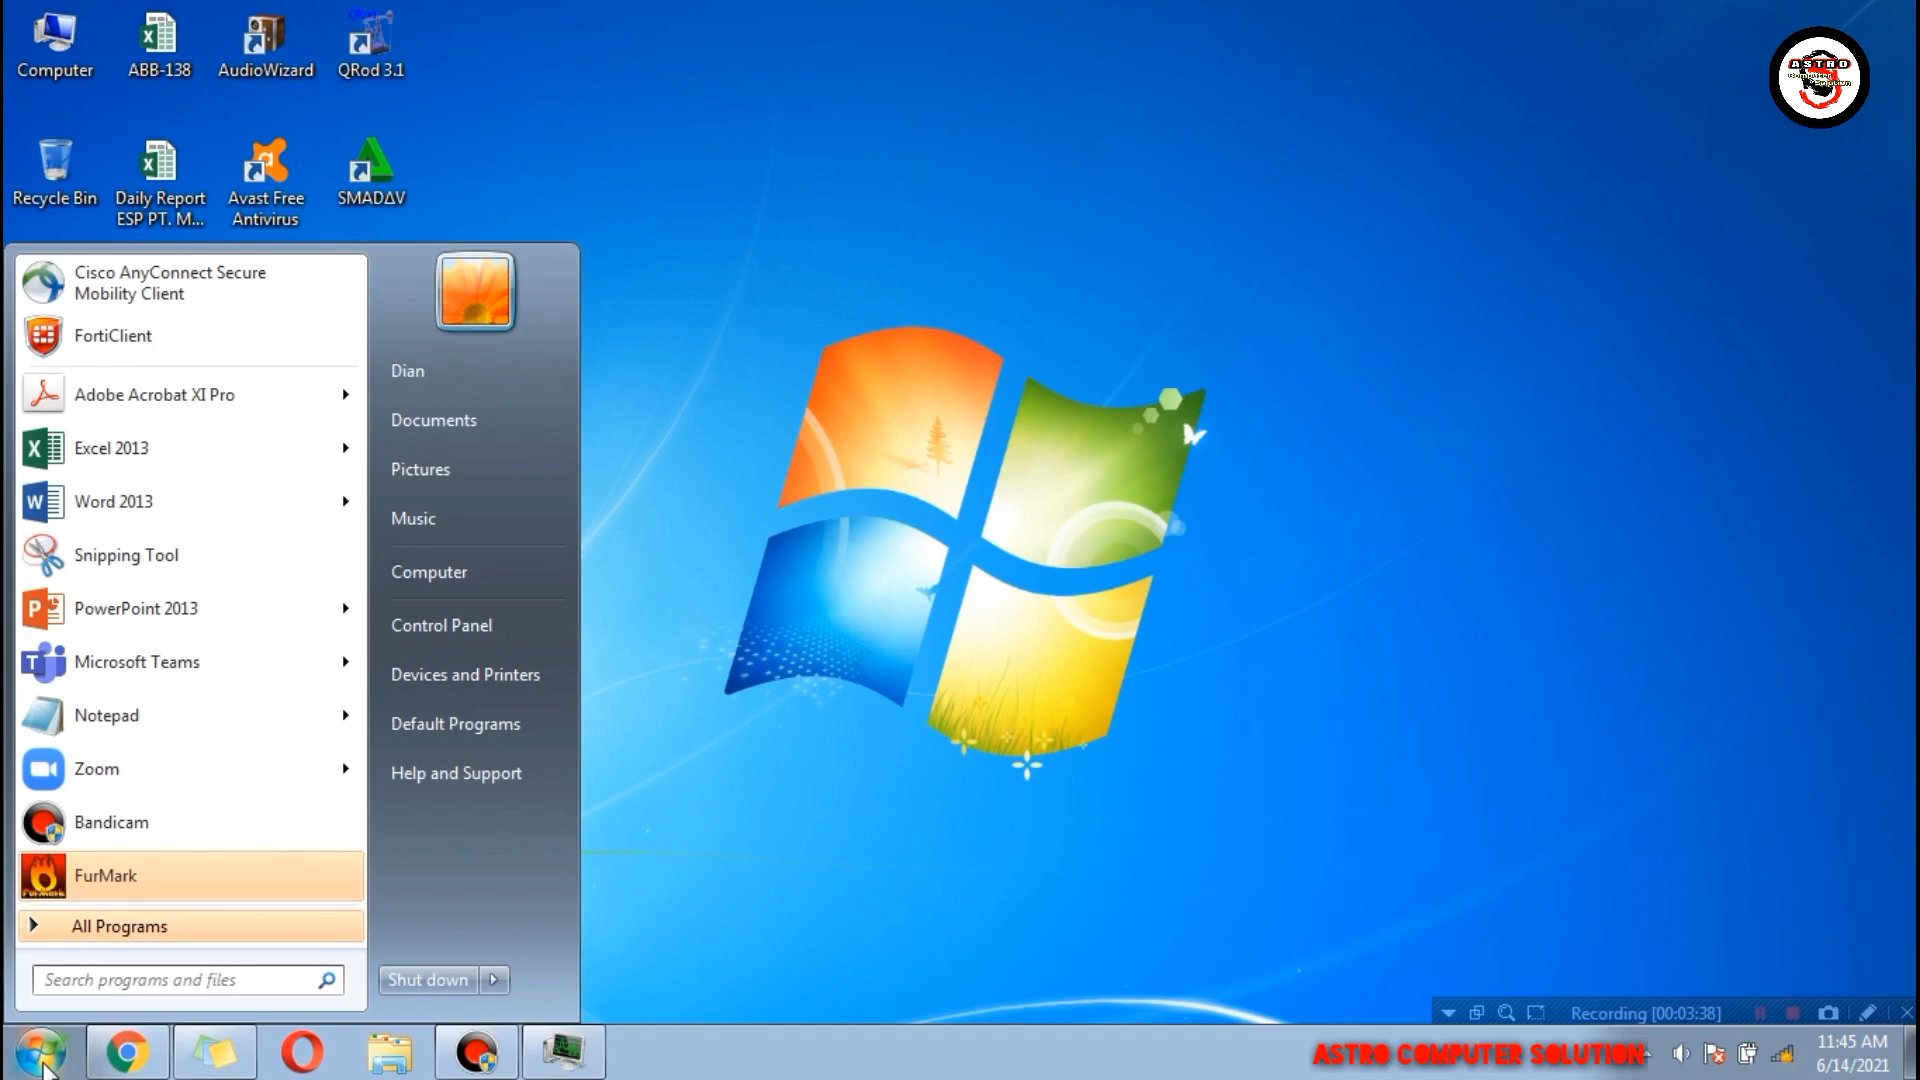 Computer
ABB-138
AudioWizard
QRod 3.1
Recycle Bin
Daily Report
ESP PT. M...
Avast Free
Antivirus
SMADΔV
ASTRO
Cisco AnyConnect Secure
Mobility Client
FortiClient
Adobe Acrobat XI Pro
Excel 2013
Word 2013
Snipping Tool
PowerPoint 2013
Microsoft Teams
Notepad
Zoom
Bandicam
FurMark
All Programs
Search programs and files
Dian
Documents
Pictures
Music
Computer
Control Panel
Devices and Printers
Default Programs
Help and Support
Shut down
Recording [00:03:38]
ASTRO COMPUTER SOLUTION
11:45 AM
6/14/2021